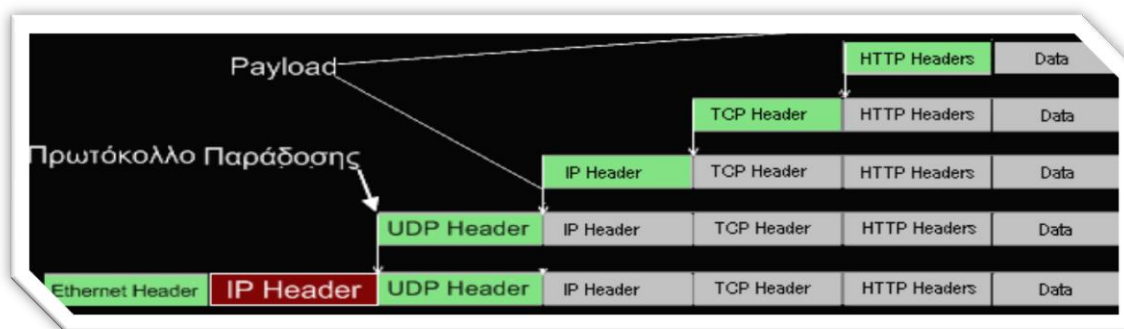 Payload
HTTP Headers Data
TCP Header HTTP Headers Data
Πρωτόκολλο Παράδοσης
IP Header TCP Header HTTP Headers Data
UDP Header IP Header TCP Header HTTP Headers Data
Ethernet Header IP Header UDP Header IP Header TCP Header HTTP Headers Data